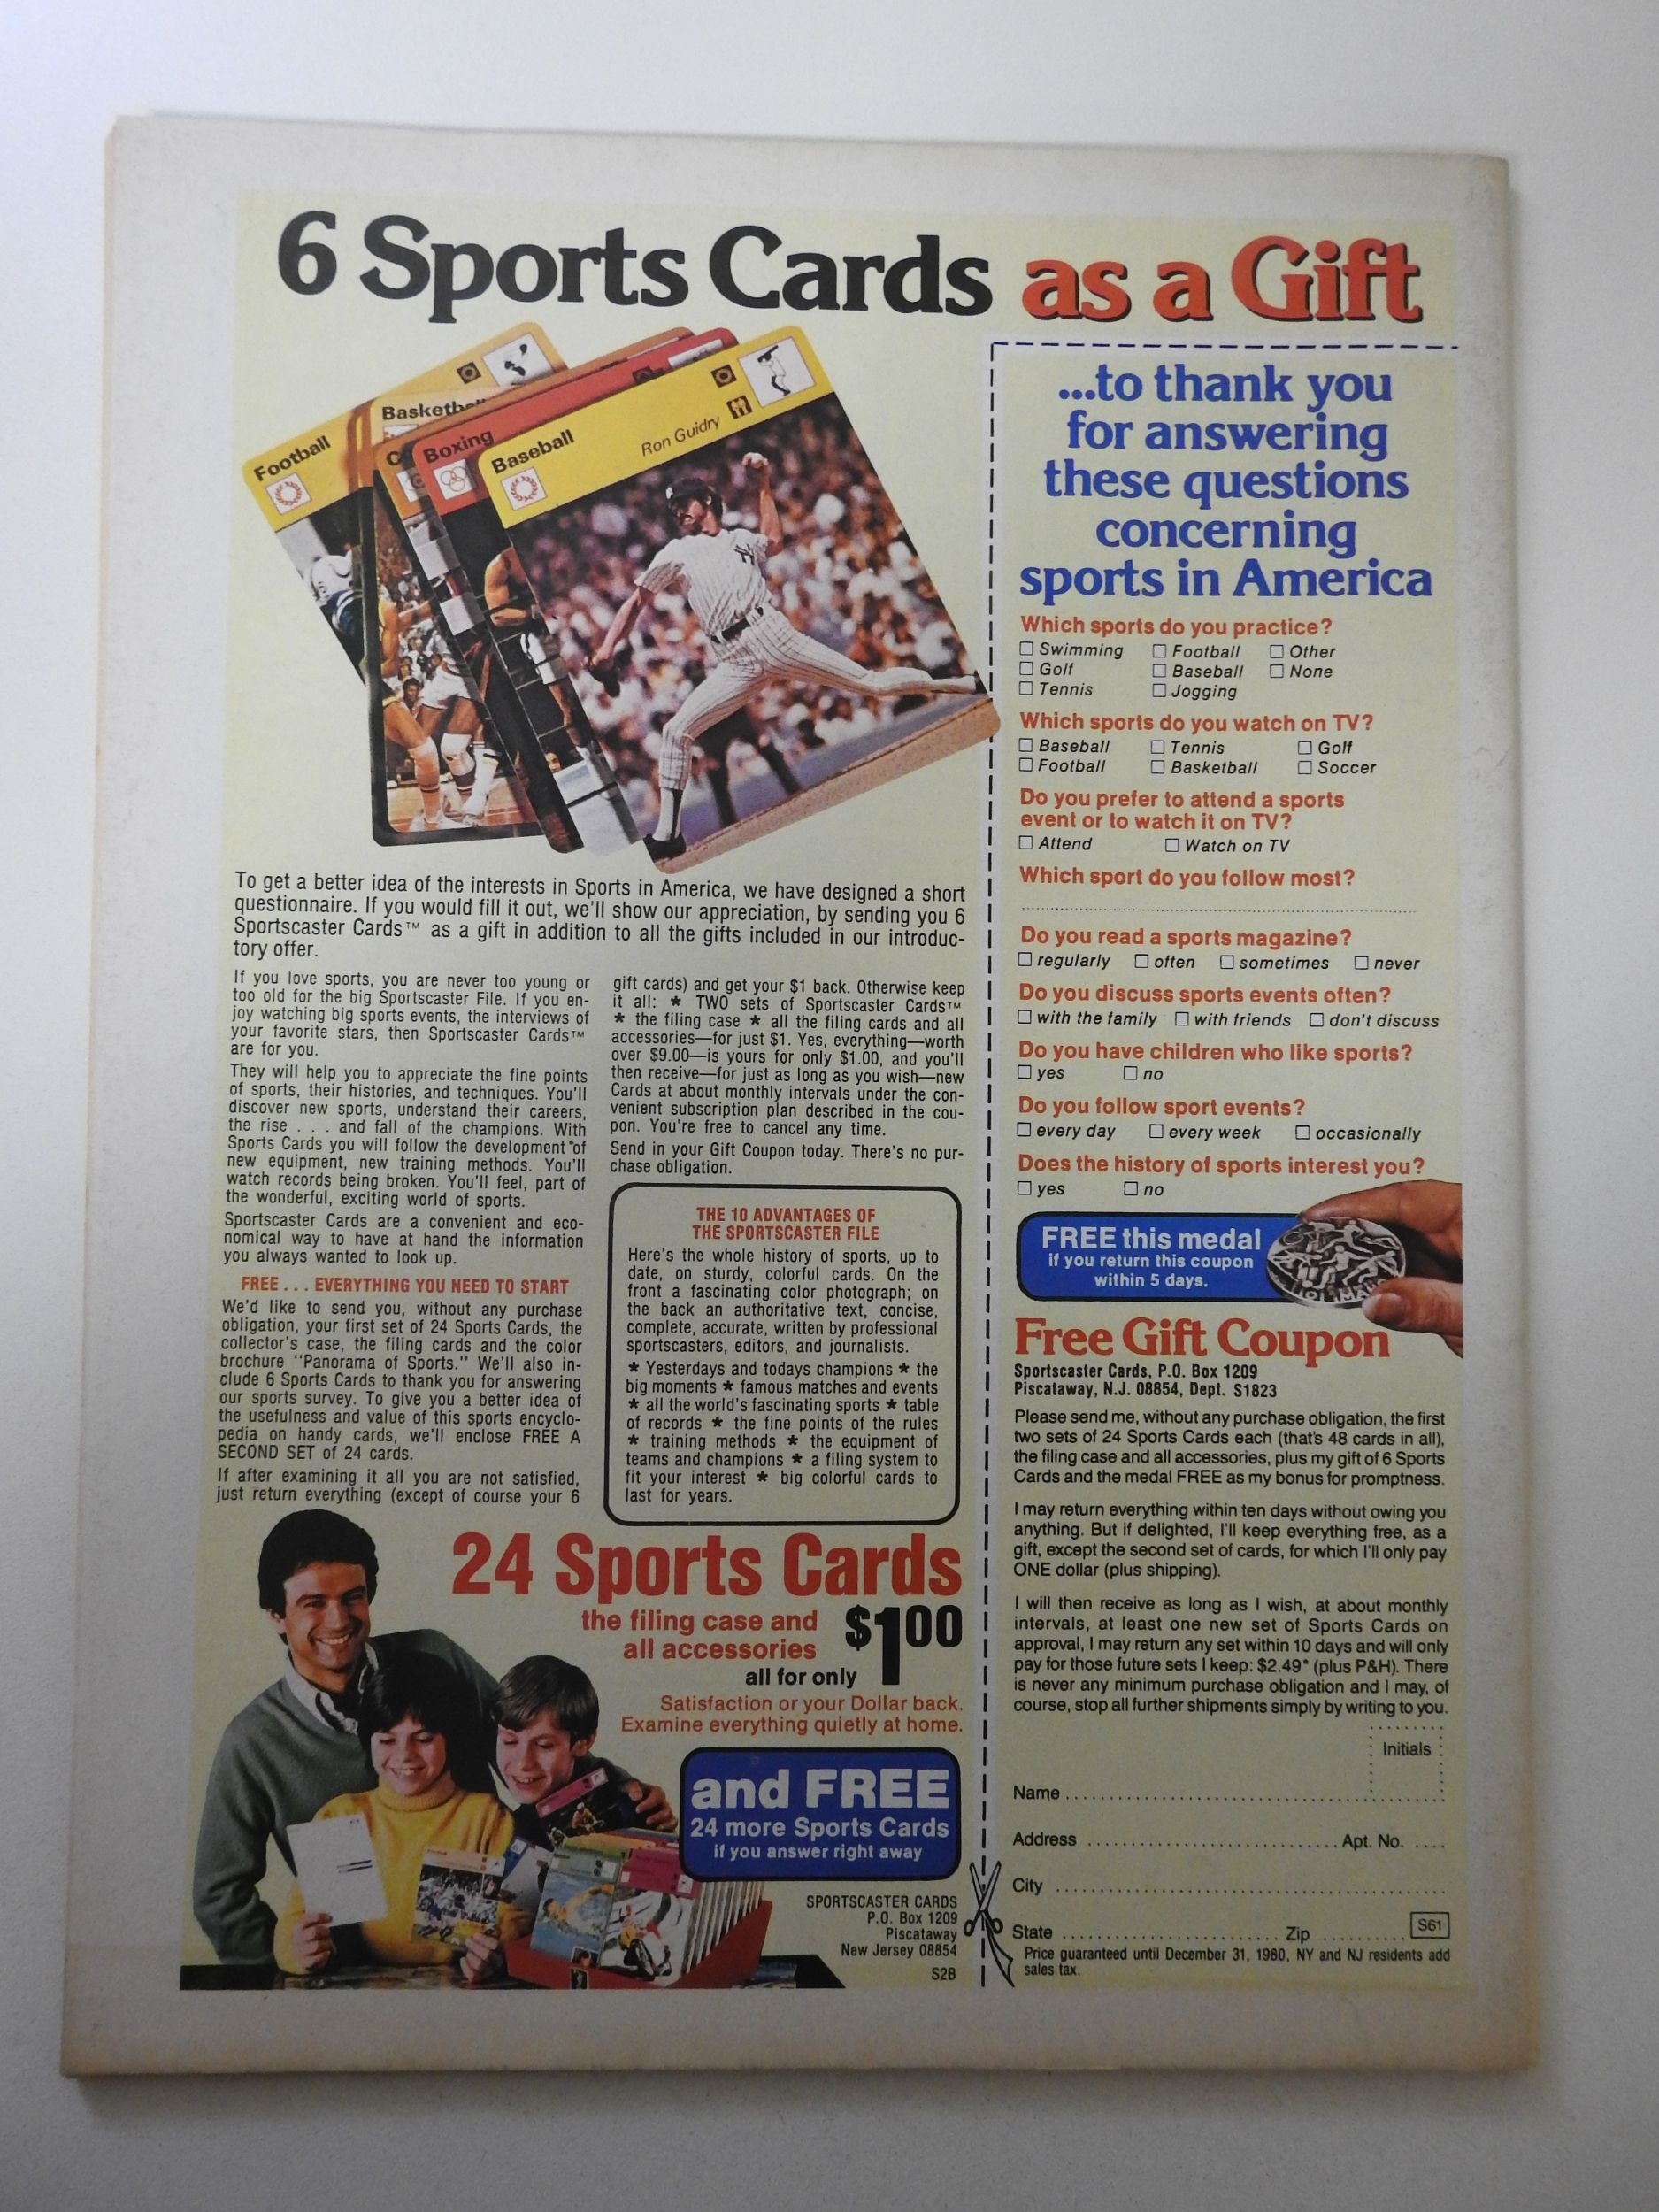 6 Sports Cards as a Gift
Football
Basketball
Boxing
Baseball
Ron Guidry
To get a better idea of the interests in Sports in America, we have designed a short
questionnaire. If you would fill it out, we'll show our appreciation, by sending you 6
Sportscaster Cards™ as a gift in addition to all the gifts included in our introduc-
tory offer.
If you love sports, you are never too young or
too old for the big Sportscaster File. If you en-
joy watching big sports events, the interviews of
your favorite stars, then Sportscaster Cards™
are for you.
They will help you to appreciate the fine points
of sports, their histories, and techniques. You'll
discover new sports, understand their careers,
the rise . . . and fall of the champions. With
Sports Cards you will follow the development of
new equipment, new training methods. You'll
watch records being broken. You'll feel, part of
the wonderful, exciting world of sports.
Sportscaster Cards are a convenient and eco-
nomical way to have at hand the information
you always wanted to look up.
FREE . . . EVERYTHING YOU NEED TO START
We'd like to send you, without any purchase
obligation, your first set of 24 Sports Cards, the
collector's case, the filing cards and the color
brochure "Panorama of Sports." We'll also in-
clude 6 Sports Cards to thank you for answering
our sports survey. To give you a better idea of
the usefulness and value of this sports encyclo-
pedia on handy cards, we'll enclose FREE A
SECOND SET of 24 cards.
If after examining it all you are not satisfied,
just return everything (except of course your 6
gift cards) and get your $1 back. Otherwise keep
it all: * TWO sets of Sportscaster Cards™
* the filing case * all the filing cards and all
accessories—for just $1. Yes, everything—worth
over $9.00—is yours for only $1.00, and you'll
then receive—for just as long as you wish—new
Cards at about monthly intervals under the con-
venient subscription plan described in the cou-
pon. You're free to cancel any time.
Send in your Gift Coupon today. There's no pur-
chase obligation.
THE 10 ADVANTAGES OF
THE SPORTSCASTER FILE
Here's the whole history of sports, up to
date, on sturdy, colorful cards. On the
front a fascinating color photograph; on
the back an authoritative text, concise,
complete, accurate, written by professional
sportscasters, editors, and journalists.
* Yesterdays and todays champions * the
big moments * famous matches and events
* all the world's fascinating sports * table
of records * the fine points of the rules
* training methods * the equipment of
teams and champions * a filing system to
fit your interest * big colorful cards to
last for years.
24 Sports Cards
the filing case and
all accessories
all for only
$1.00
Satisfaction or your Dollar back.
Examine everything quietly at home.
and FREE
24 more Sports Cards
if you answer right away
SPORTSCASTER CARDS
P.O. Box 1209
Piscataway
New Jersey 08854
S2B
...to thank you
for answering
these questions
concerning
sports in America
Which sports do you practice?
☐ Swimming ☐ Football ☐ Other
☐ Golf ☐ Baseball ☐ None
☐ Tennis ☐ Jogging
Which sports do you watch on TV?
☐ Baseball ☐ Tennis ☐ Golf
☐ Football ☐ Basketball ☐ Soccer
Do you prefer to attend a sports
event or to watch it on TV?
☐ Attend ☐ Watch on TV
Which sport do you follow most?
Do you read a sports magazine?
☐ regularly ☐ often ☐ sometimes ☐ never
Do you discuss sports events often?
☐ with the family ☐ with friends ☐ don't discuss
Do you have children who like sports?
☐ yes ☐ no
Do you follow sport events?
☐ every day ☐ every week ☐ occasionally
Does the history of sports interest you?
☐ yes ☐ no
FREE this medal
if you return this coupon
within 5 days.
Free Gift Coupon
Sportscaster Cards, P.O. Box 1209
Piscataway, N.J. 08854, Dept. S1823
Please send me, without any purchase obligation, the first
two sets of 24 Sports Cards each (that's 48 cards in all),
the filing case and all accessories, plus my gift of 6 Sports
Cards and the medal FREE as my bonus for promptness.
I may return everything within ten days without owing you
anything. But if delighted, I'll keep everything free, as a
gift, except the second set of cards, for which I'll only pay
ONE dollar (plus shipping).
I will then receive as long as I wish, at about monthly
intervals, at least one new set of Sports Cards on
approval, I may return any set within 10 days and will only
pay for those future sets I keep: $2.49* (plus P&H). There
is never any minimum purchase obligation and I may, of
course, stop all further shipments simply by writing to you.
Initials
Name
Address Apt. No.
City
State Zip S61
Price guaranteed until December 31, 1980, NY and NJ residents add
sales tax.